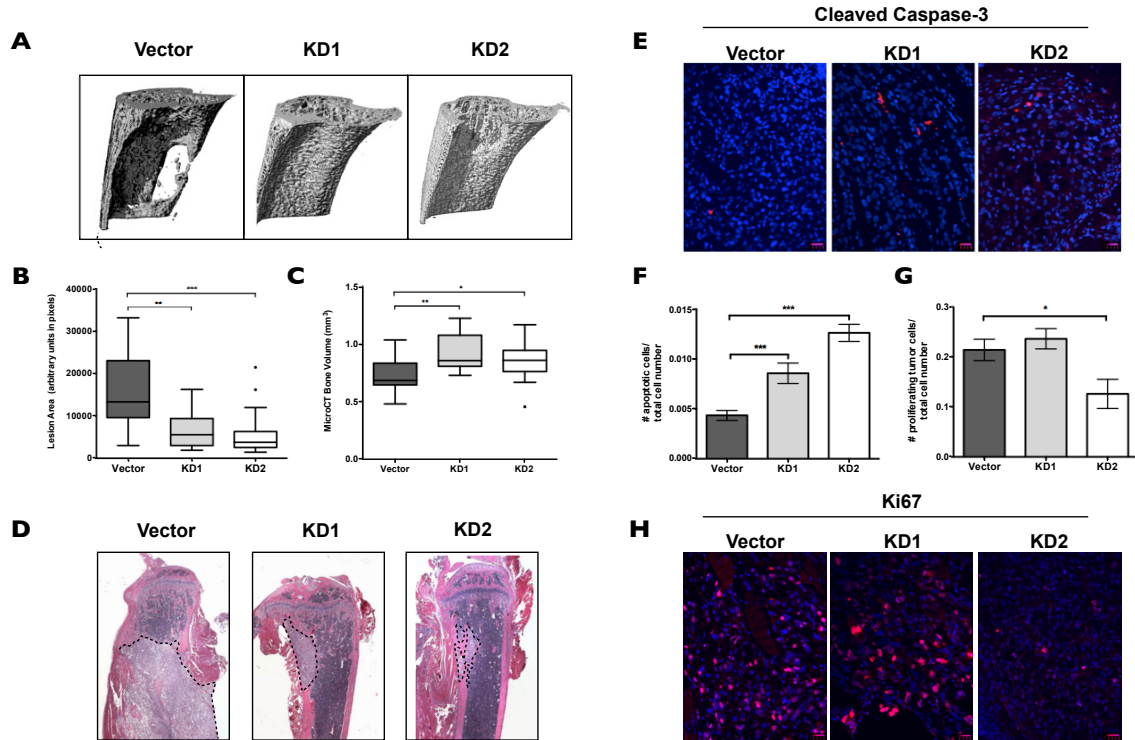 A
Vector
KD1
KD2
B
Lesion Area (arbitrary units in pixels)
40000
30000
20000
10000
0
***
**
Vector
KD1
KD2
C
MicroCT Bone Volume (mm³)
1.5
1.0
0.5
0.0
*
**
Vector
KD1
KD2
D
Vector
KD1
KD2
Cleaved Caspase-3
E
Vector
KD1
KD2
F
# apoptotic cells/
total cell number
0.015
0.010
0.005
0.000
***
***
Vector
KD1
KD2
G
# proliferating tumor cells/
total cell number
0.3
0.2
0.1
0.0
*
Vector
KD1
KD2
Ki67
H
Vector
KD1
KD2